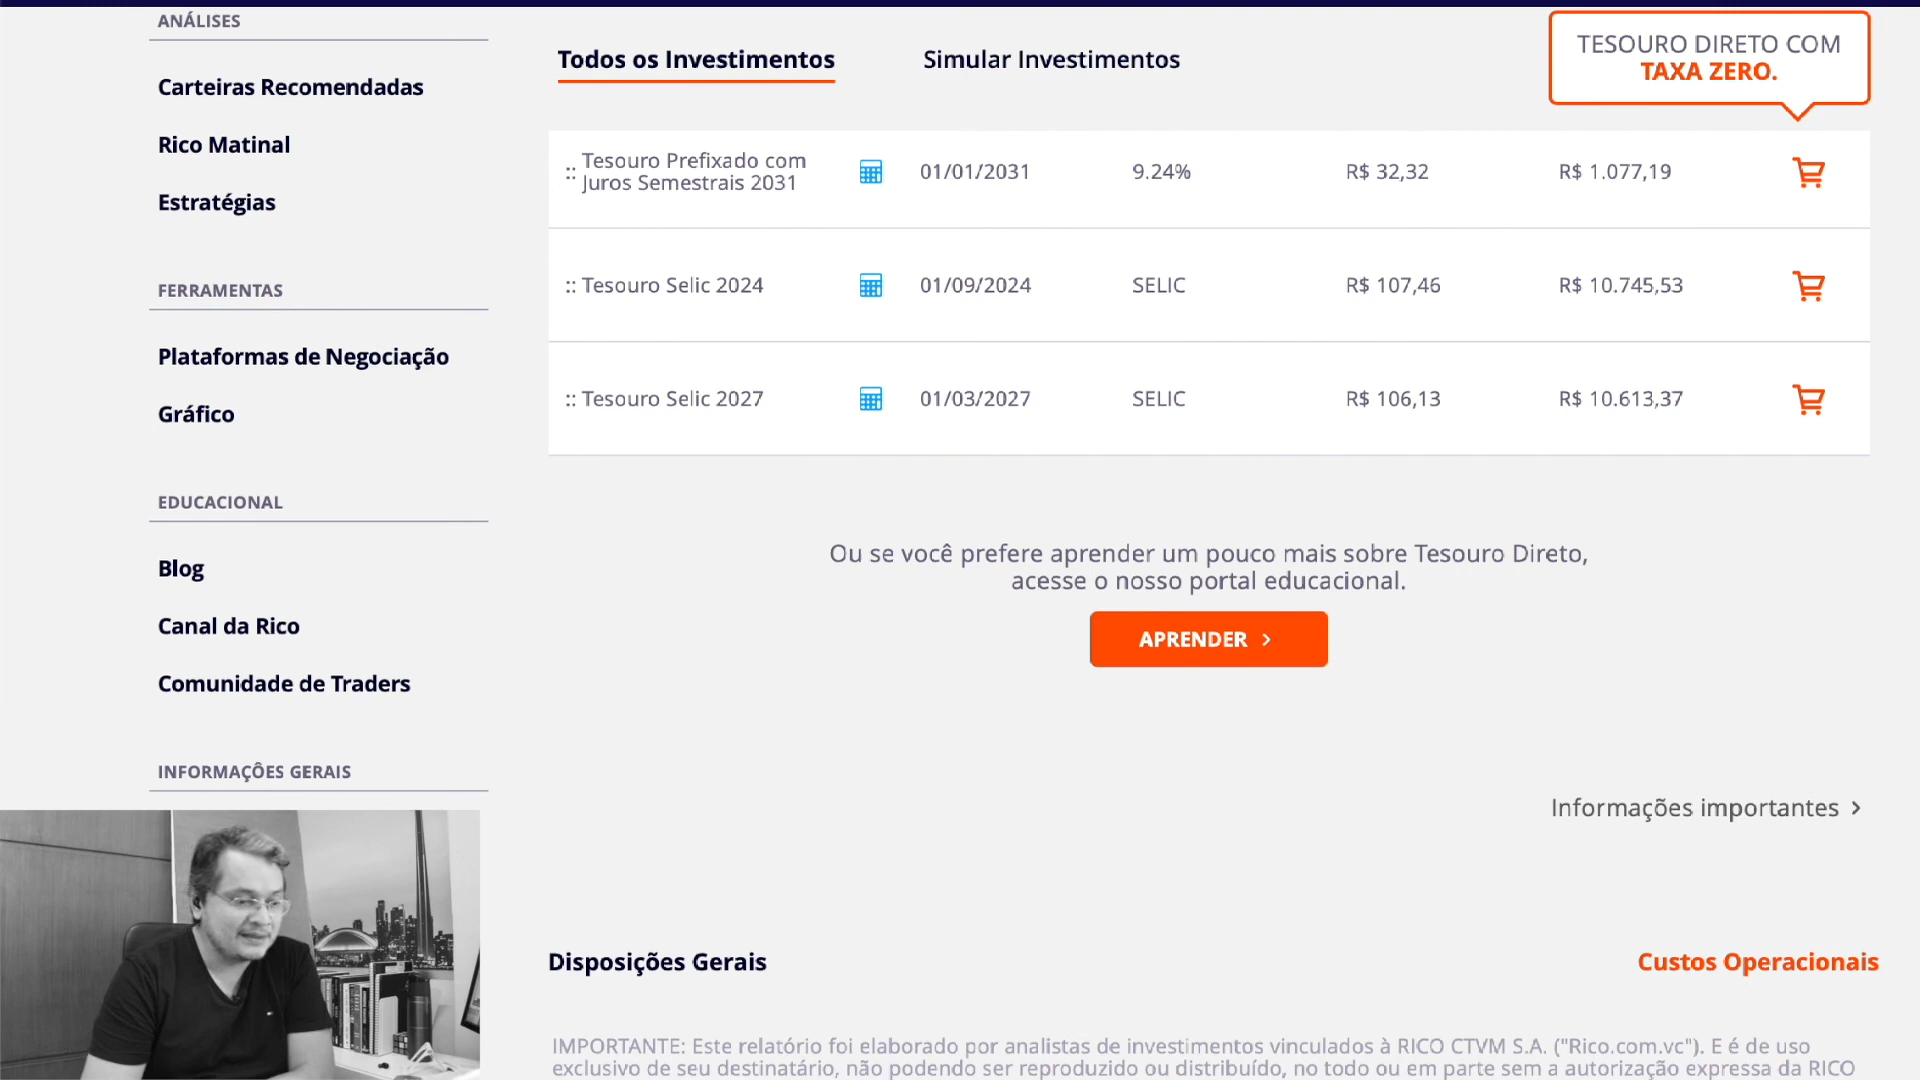 ANÁLISES
Carteiras Recomendadas
Rico Matinal
Estratégias
FERRAMENTAS
Plataformas de Negociação
Gráfico
EDUCACIONAL
Blog
Canal da Rico
Comunidade de Traders
INFORMAÇÕES GERAIS
Todos os Investimentos
Simular Investimentos
TESOURO DIRETO COM
TAXA ZERO.
:: Tesouro Prefixado com
Juros Semestrais 2031
01/01/2031
9.24%
R$ 32,32
R$ 1.077,19
:: Tesouro Selic 2024
01/09/2024
SELIC
R$ 107,46
R$ 10.745,53
:: Tesouro Selic 2027
01/03/2027
SELIC
R$ 106,13
R$ 10.613,37
Ou se você prefere aprender um pouco mais sobre Tesouro Direto,
acesse o nosso portal educacional.
APRENDER >
Informações importantes >
Disposições Gerais
Custos Operacionais
IMPORTANTE: Este relatório foi elaborado por analistas de investimentos vinculados à RICO CTVM S.A. ("Rico.com.vc"). E é de uso
exclusivo de seu destinatário, não podendo ser reproduzido ou distribuído, no todo ou em parte sem a autorização expressa da RICO